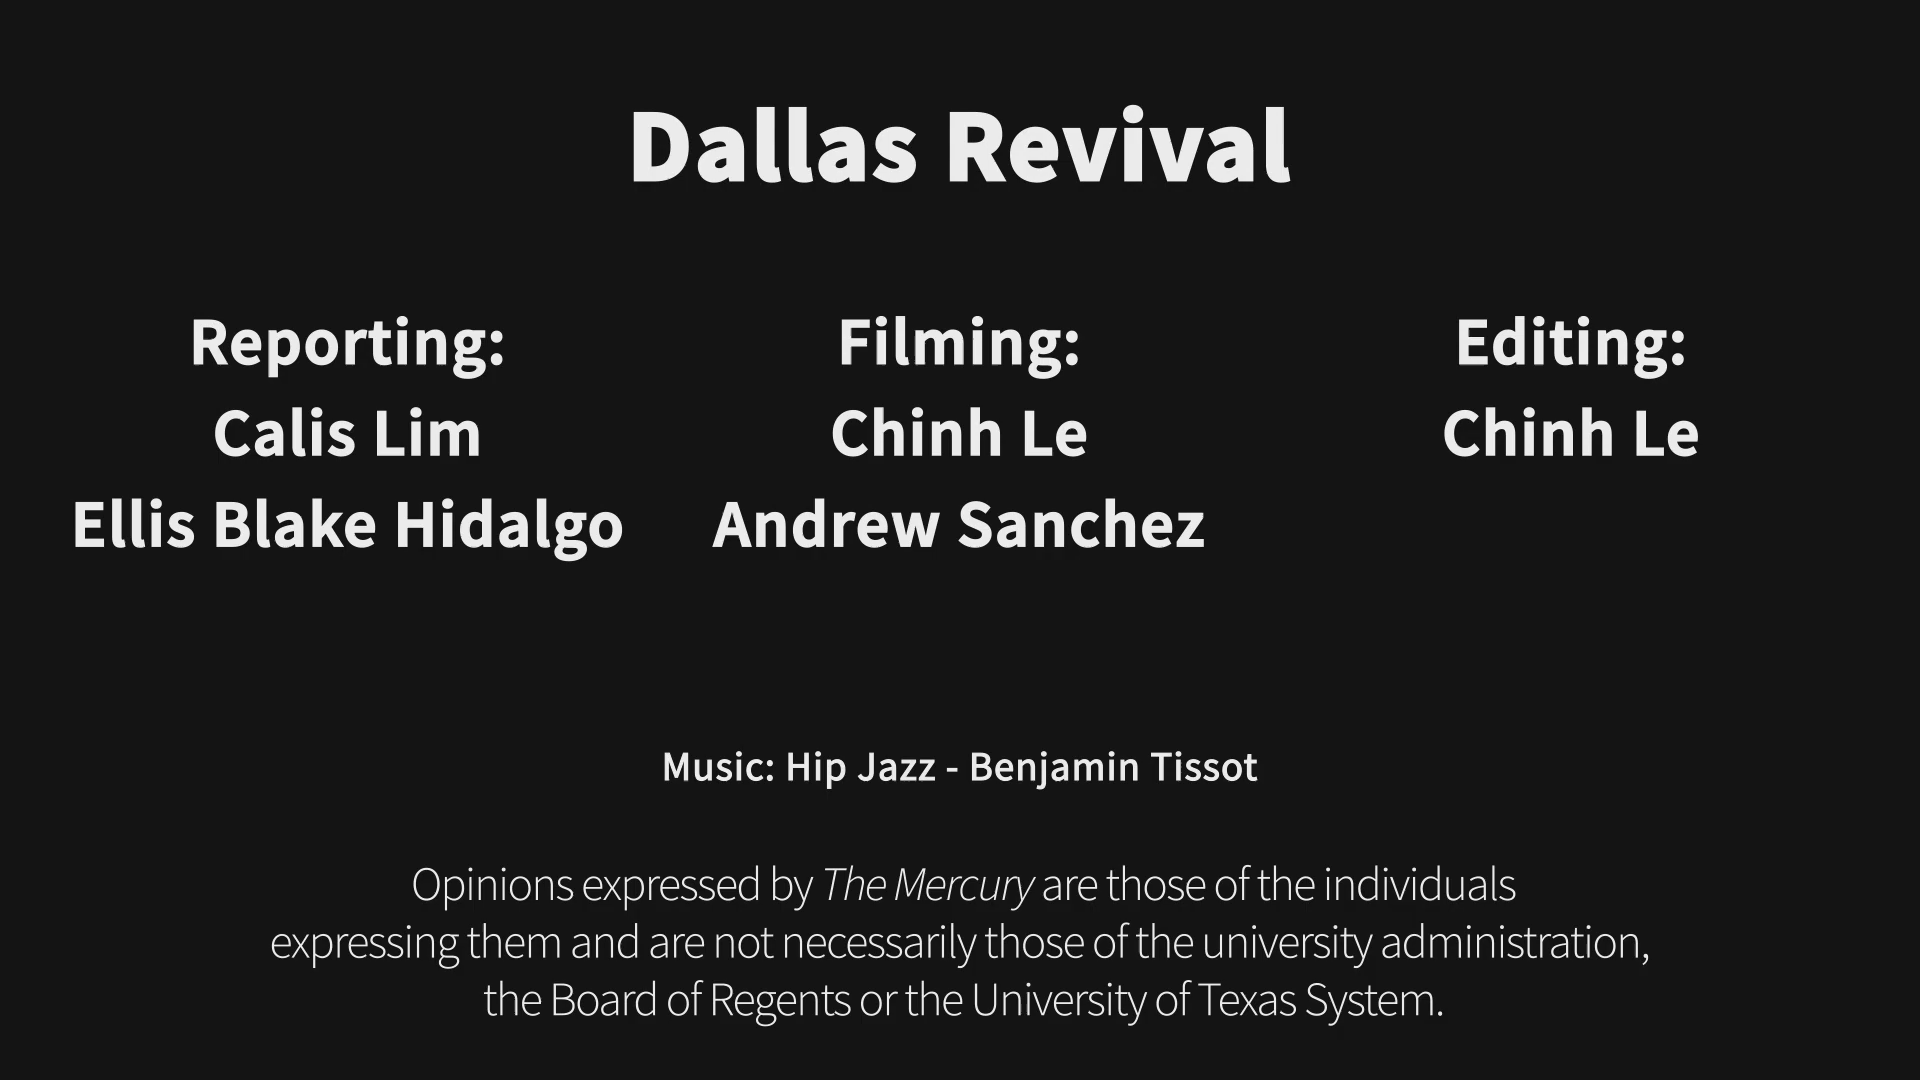 Dallas Revival
Reporting:
Calis Lim
Ellis Blake Hidalgo
Filming:
Chinh Le
Andrew Sanchez
Editing:
Chinh Le
Music: Hip Jazz - Benjamin Tissot
Opinions expressed by The Mercury are those of the individuals
expressing them and are not necessarily those of the university administration,
the Board of Regents or the University of Texas System.